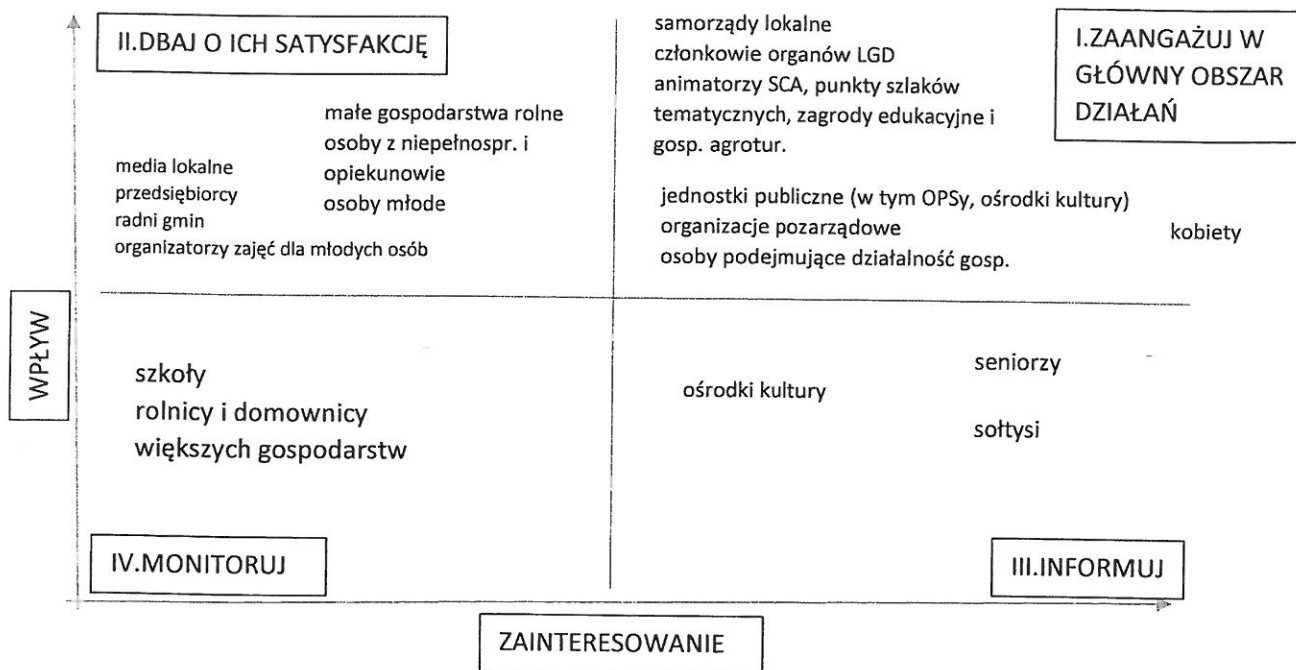 II.DBAJ O ICH SATYSFAKCJĘ
małe gospodarstwa rolne
osoby z niepełnospr. i
opiekunowie
osoby młode
media lokalne
przedsiębiorcy
radni gmin
organizatorzy zajęć dla młodych osób
samorządy lokalne
członkowie organów LGD
animatorzy SCA, punkty szlaków
tematycznych, zagrody edukacyjne i
gosp. agrotur.
I.ZAANGAŻUJ W
GŁÓWNY OBSZAR
DZIAŁAŃ
jednostki publiczne (w tym OPSy, ośrodki kultury)
organizacje pozarządowe
osoby podejmujące działalność gosp.
kobiety
WPŁYW
szkoły
rolnicy i domownicy
większych gospodarstw
IV.MONITORUJ
ośrodki kultury
seniorzy
sołtysi
III.INFORMUJ
ZAINTERESOWANIE